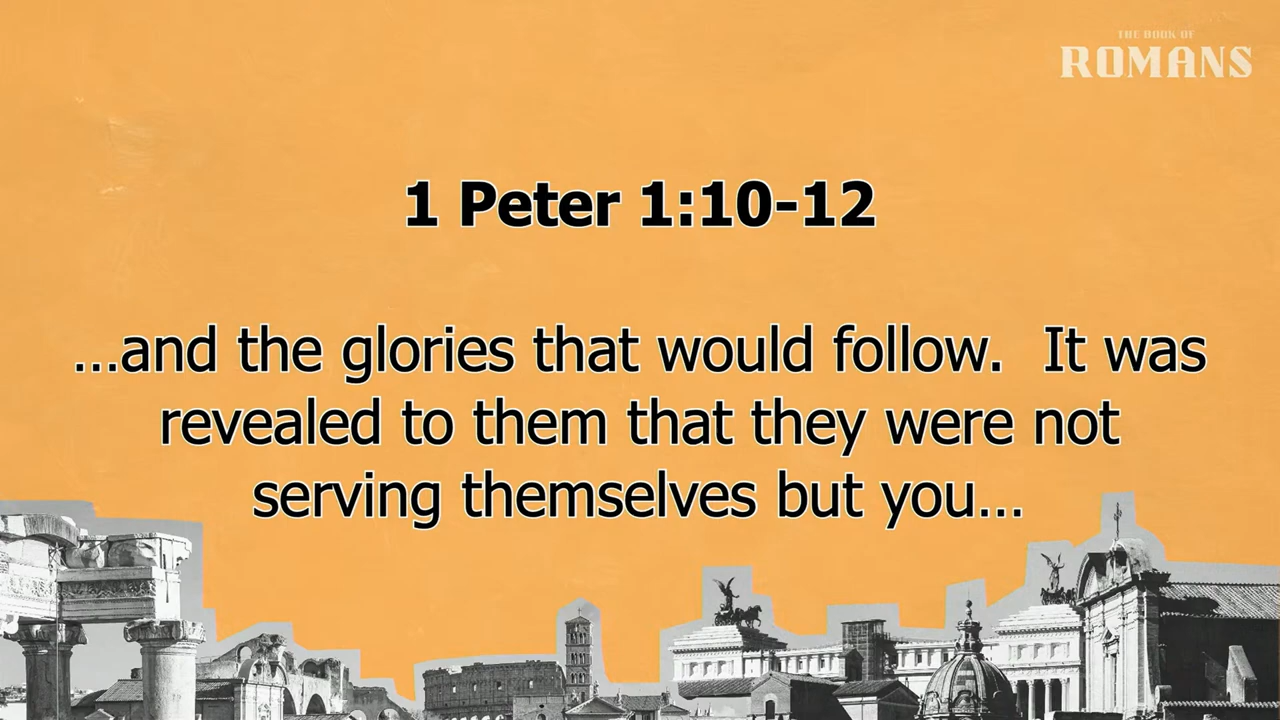 THE BOOK OF
ROMANS
1 Peter 1:10-12
...and the glories that would follow.  It was
revealed to them that they were not
serving themselves but you...